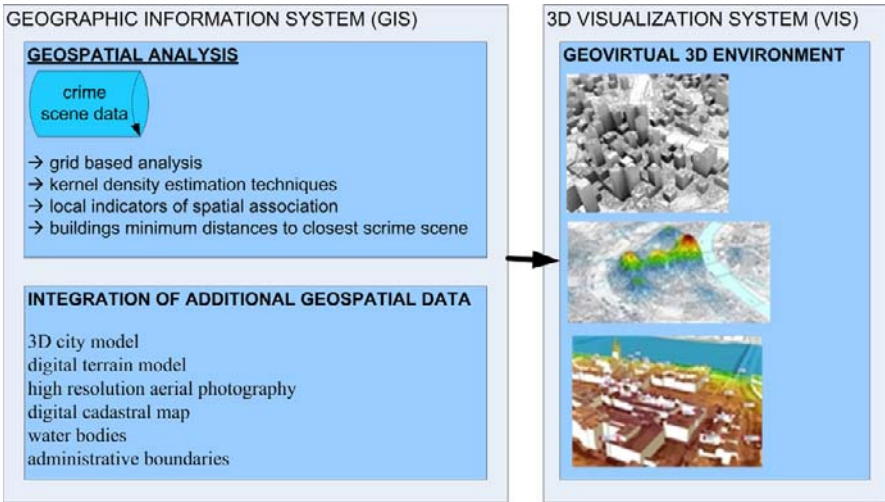 GEOGRAPHIC INFORMATION SYSTEM (GIS)
GEOSPATIAL ANALYSIS
crime
scene data
→ grid based analysis
→ kernel density estimation techniques
→ local indicators of spatial association
→ buildings minimum distances to closest scrime scene
INTEGRATION OF ADDITIONAL GEOSPATIAL DATA
3D city model
digital terrain model
high resolution aerial photography
digital cadastral map
water bodies
administrative boundaries
3D VISUALIZATION SYSTEM (VIS)
GEOVIRTUAL 3D ENVIRONMENT